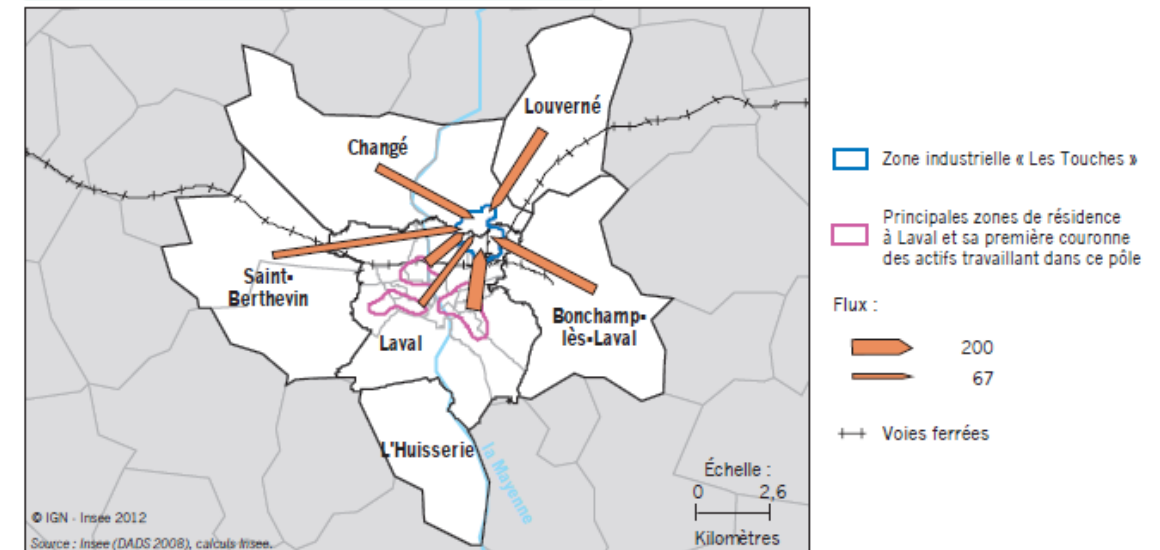 Louverné
Changé
Saint-
Berthevin
Bonchamp-
lès-Laval
Laval
L'Huisserie
la Mayenne
Échelle :
0 2,6
Kilomètres
© IGN - Insee 2012
Source : Insee (DADS 2008), calculs Insee.
Zone industrielle « Les Touches »
Principales zones de résidence
à Laval et sa première couronne
des actifs travaillant dans ce pôle
Flux :
200
67
Voies ferrées